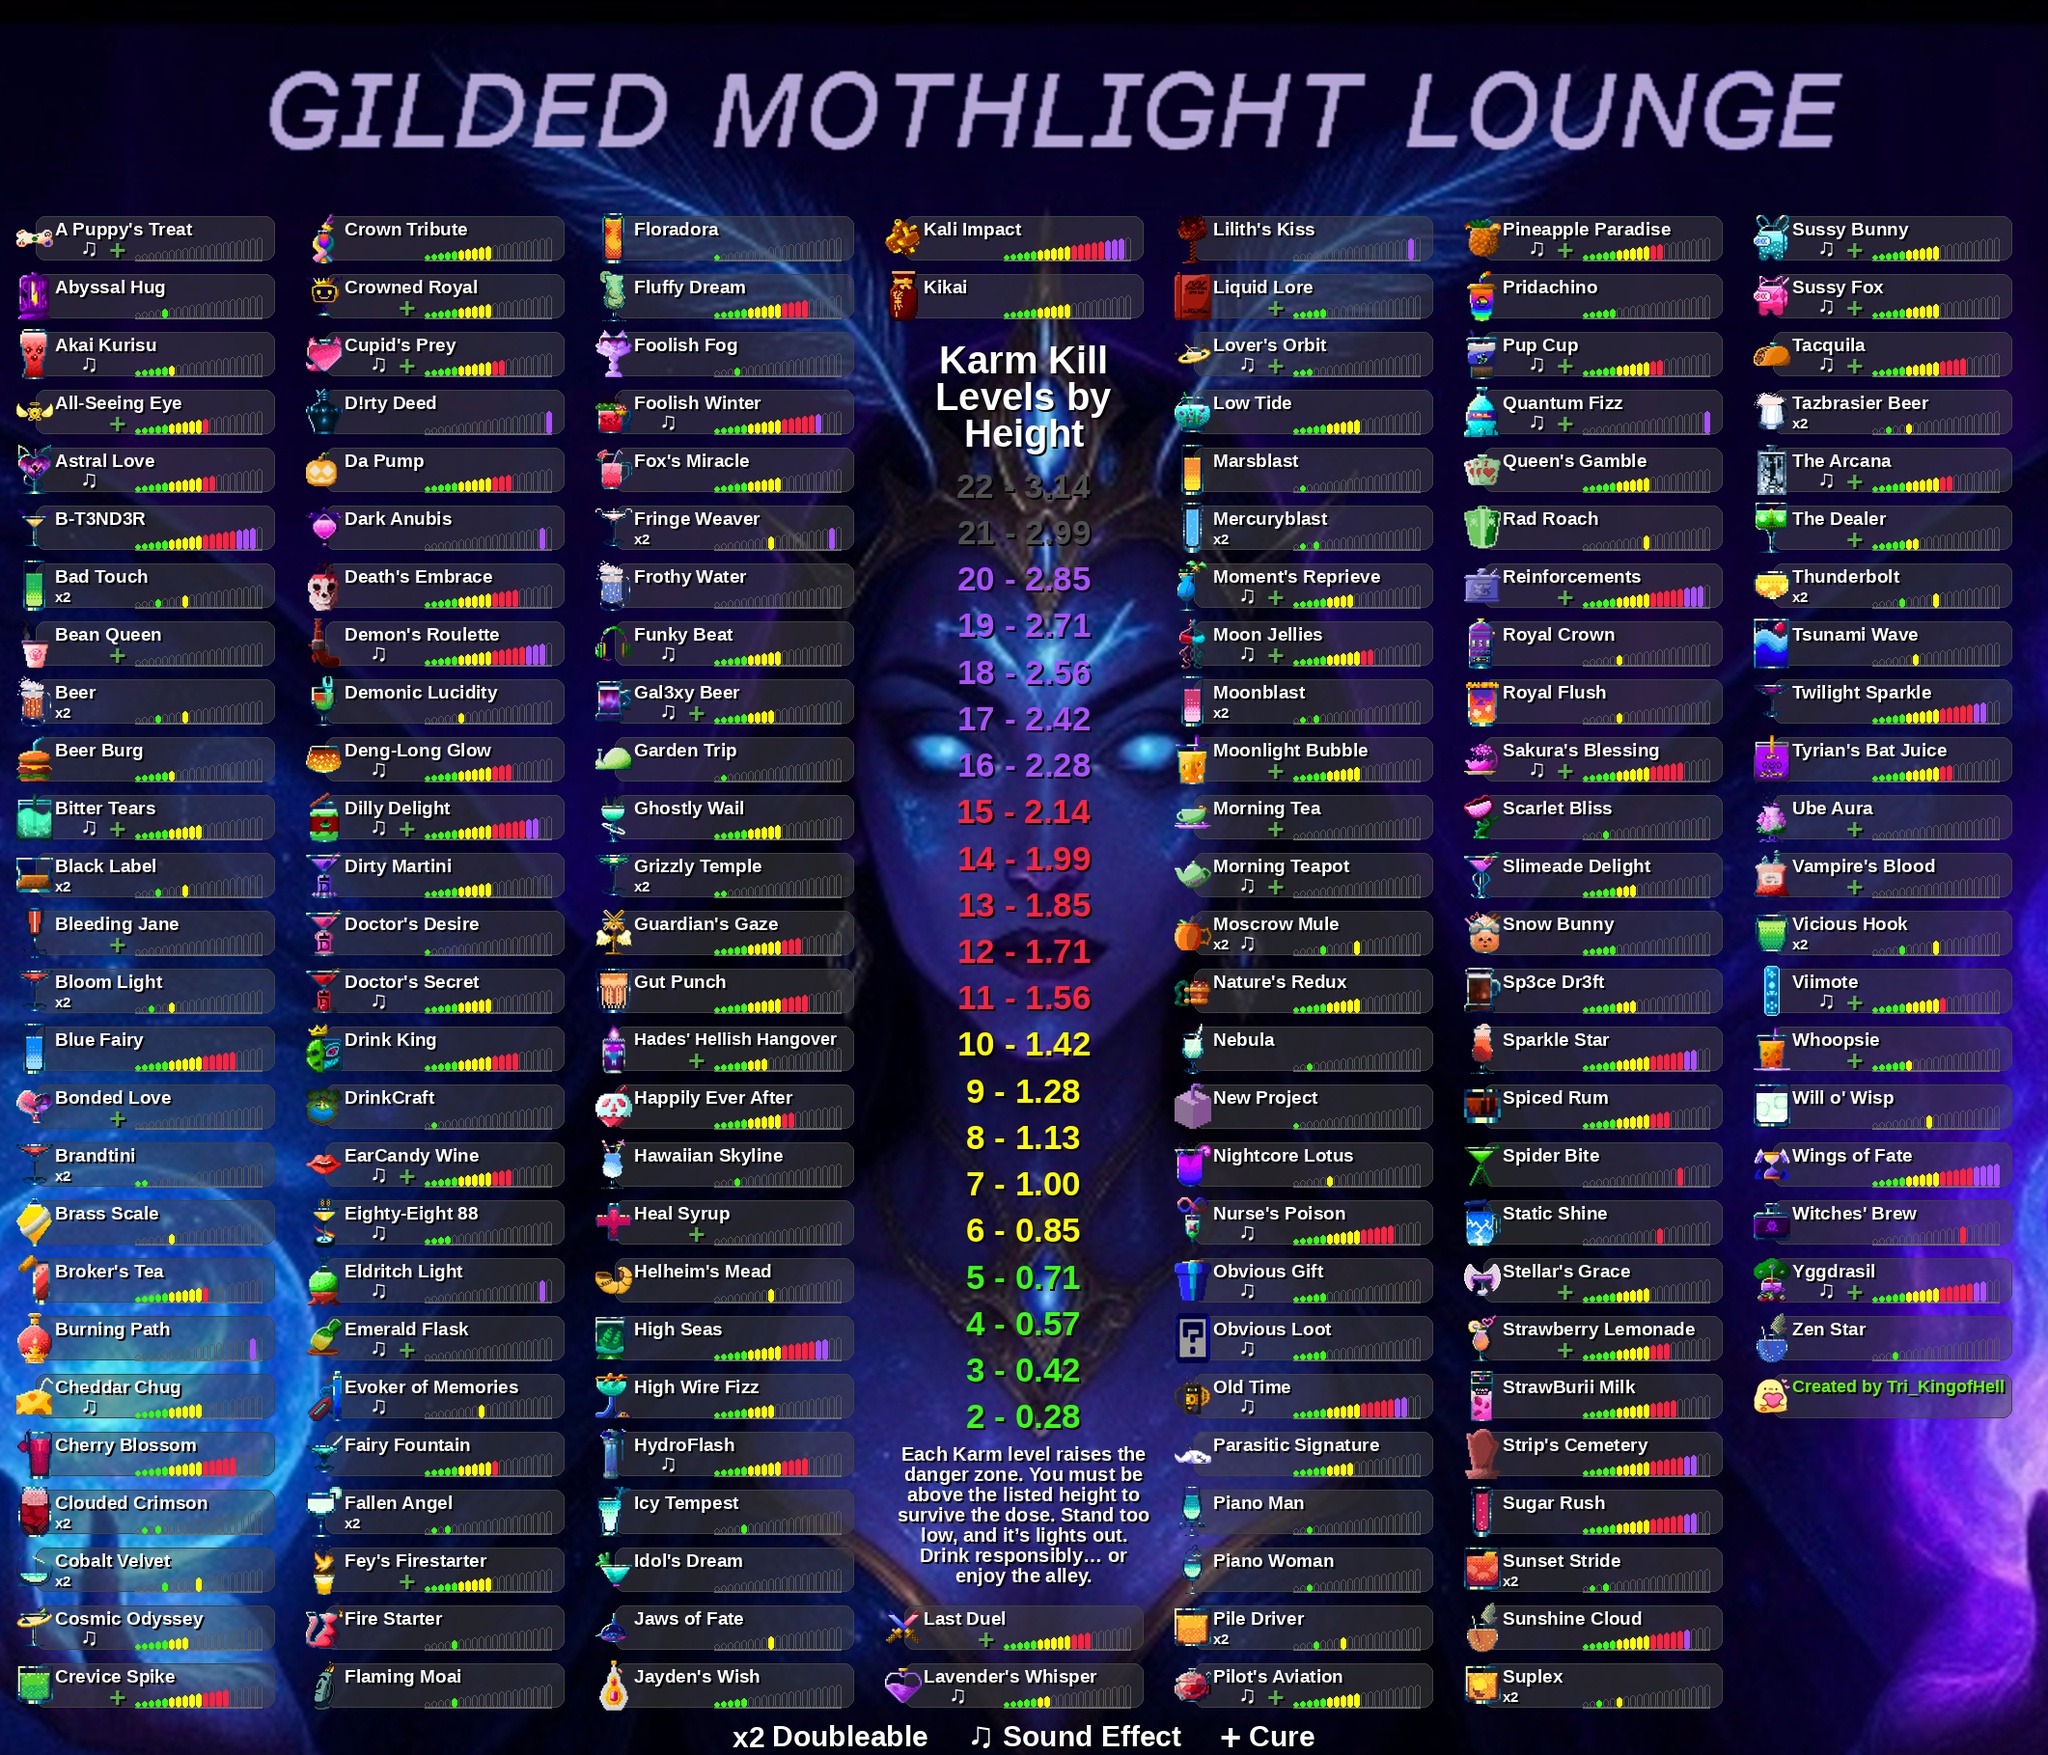 GILDED MOTHLIGHT LOUNGE
A Puppy's Treat
♫ +
Abyssal Hug
Akai Kurisu
♫
All-Seeing Eye
+
Astral Love
♫
B-T3ND3R
Bad Touch
x2
Bean Queen
+
Beer
x2
Beer Burg
Bitter Tears
♫ +
Black Label
x2
Bleeding Jane
+
Bloom Light
x2
Blue Fairy
Bonded Love
+
Brandtini
x2
Brass Scale
Broker's Tea
Burning Path
Cheddar Chug
♫
Cherry Blossom
Clouded Crimson
x2
Cobalt Velvet
x2
Cosmic Odyssey
♫
Crevice Spike
+
Crown Tribute
Crowned Royal
+
Cupid's Prey
♫ +
D!rty Deed
Da Pump
Dark Anubis
Death's Embrace
Demon's Roulette
♫
Demonic Lucidity
Deng-Long Glow
♫
Dilly Delight
♫ +
Dirty Martini
Doctor's Desire
Doctor's Secret
♫
Drink King
DrinkCraft
EarCandy Wine
♫ +
Eighty-Eight 88
♫
Eldritch Light
♫
Emerald Flask
♫ +
Evoker of Memories
♫
Fairy Fountain
Fallen Angel
x2
Fey's Firestarter
+
Fire Starter
Flaming Moai
Floradora
Fluffy Dream
Foolish Fog
Foolish Winter
♫
Fox's Miracle
Fringe Weaver
x2
Frothy Water
Funky Beat
♫
Gal3xy Beer
♫ +
Garden Trip
Ghostly Wail
Grizzly Temple
x2
Guardian's Gaze
Gut Punch
Hades' Hellish Hangover
+
Happily Ever After
Hawaiian Skyline
Heal Syrup
+
Helheim's Mead
High Seas
High Wire Fizz
HydroFlash
♫
Icy Tempest
Idol's Dream
Jaws of Fate
Jayden's Wish
Kali Impact
Kikai
Karm Kill
Levels by
Height
22 - 3.14
21 - 2.99
20 - 2.85
19 - 2.71
18 - 2.56
17 - 2.42
16 - 2.28
15 - 2.14
14 - 1.99
13 - 1.85
12 - 1.71
11 - 1.56
10 - 1.42
9 - 1.28
8 - 1.13
7 - 1.00
6 - 0.85
5 - 0.71
4 - 0.57
3 - 0.42
2 - 0.28
Each Karm level raises the
danger zone. You must be
above the listed height to
survive the dose. Stand too
low, and it's lights out.
Drink responsibly... or
enjoy the alley.
Last Duel
+
Lavender's Whisper
♫
Lilith's Kiss
Liquid Lore
+
Lover's Orbit
♫ +
Low Tide
Marsblast
Mercuryblast
x2
Moment's Reprieve
♫ +
Moon Jellies
♫ +
Moonblast
x2
Moonlight Bubble
+
Morning Tea
+
Morning Teapot
♫ +
Moscrow Mule
x2 ♫
Nature's Redux
Nebula
New Project
Nightcore Lotus
Nurse's Poison
♫
Obvious Gift
♫
Obvious Loot
♫
Old Time
♫
Parasitic Signature
Piano Man
Piano Woman
Pile Driver
x2
Pilot's Aviation
♫ +
Pineapple Paradise
♫ +
Pridachino
Pup Cup
♫ +
Quantum Fizz
♫ +
Queen's Gamble
Rad Roach
Reinforcements
+
Royal Crown
Royal Flush
Sakura's Blessing
♫ +
Scarlet Bliss
Slimeade Delight
Snow Bunny
Sp3ce Dr3ft
Sparkle Star
Spiced Rum
Spider Bite
Static Shine
Stellar's Grace
+
Strawberry Lemonade
+
StrawBurii Milk
Strip's Cemetery
Sugar Rush
Sunset Stride
x2
Sunshine Cloud
Suplex
x2
Sussy Bunny
♫ +
Sussy Fox
♫ +
Tacquila
♫ +
Tazbrasier Beer
x2
The Arcana
♫ +
The Dealer
+
Thunderbolt
x2
Tsunami Wave
Twilight Sparkle
Tyrian's Bat Juice
Ube Aura
+
Vampire's Blood
+
Vicious Hook
x2
Viimote
♫ +
Whoopsie
+
Will o' Wisp
Wings of Fate
Witches' Brew
Yggdrasil
♫ +
Zen Star
Created by Tri_KingofHell
x2 Doubleable ♫ Sound Effect + Cure